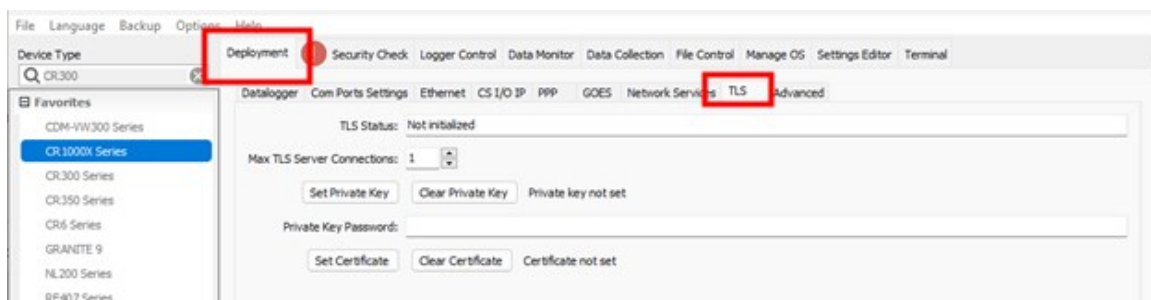 File Language Backup Options Help
Device Type
CR300
Favorites
CDM-VW300 Series
CR1000X Series
CR300 Series
CR350 Series
CR6 Series
GRANITE 9
NL200 Series
RF407 Series
Deployment Security Check Logger Control Data Monitor Data Collection File Control Manage OS Settings Editor Terminal
Datalogger Com Ports Settings Ethernet CS I/O IP PPP GOES Network Services TLS Advanced
TLS Status: Not initialized
Max TLS Server Connections: 1
Set Private Key Clear Private Key Private key not set
Private Key Password:
Set Certificate Clear Certificate Certificate not set